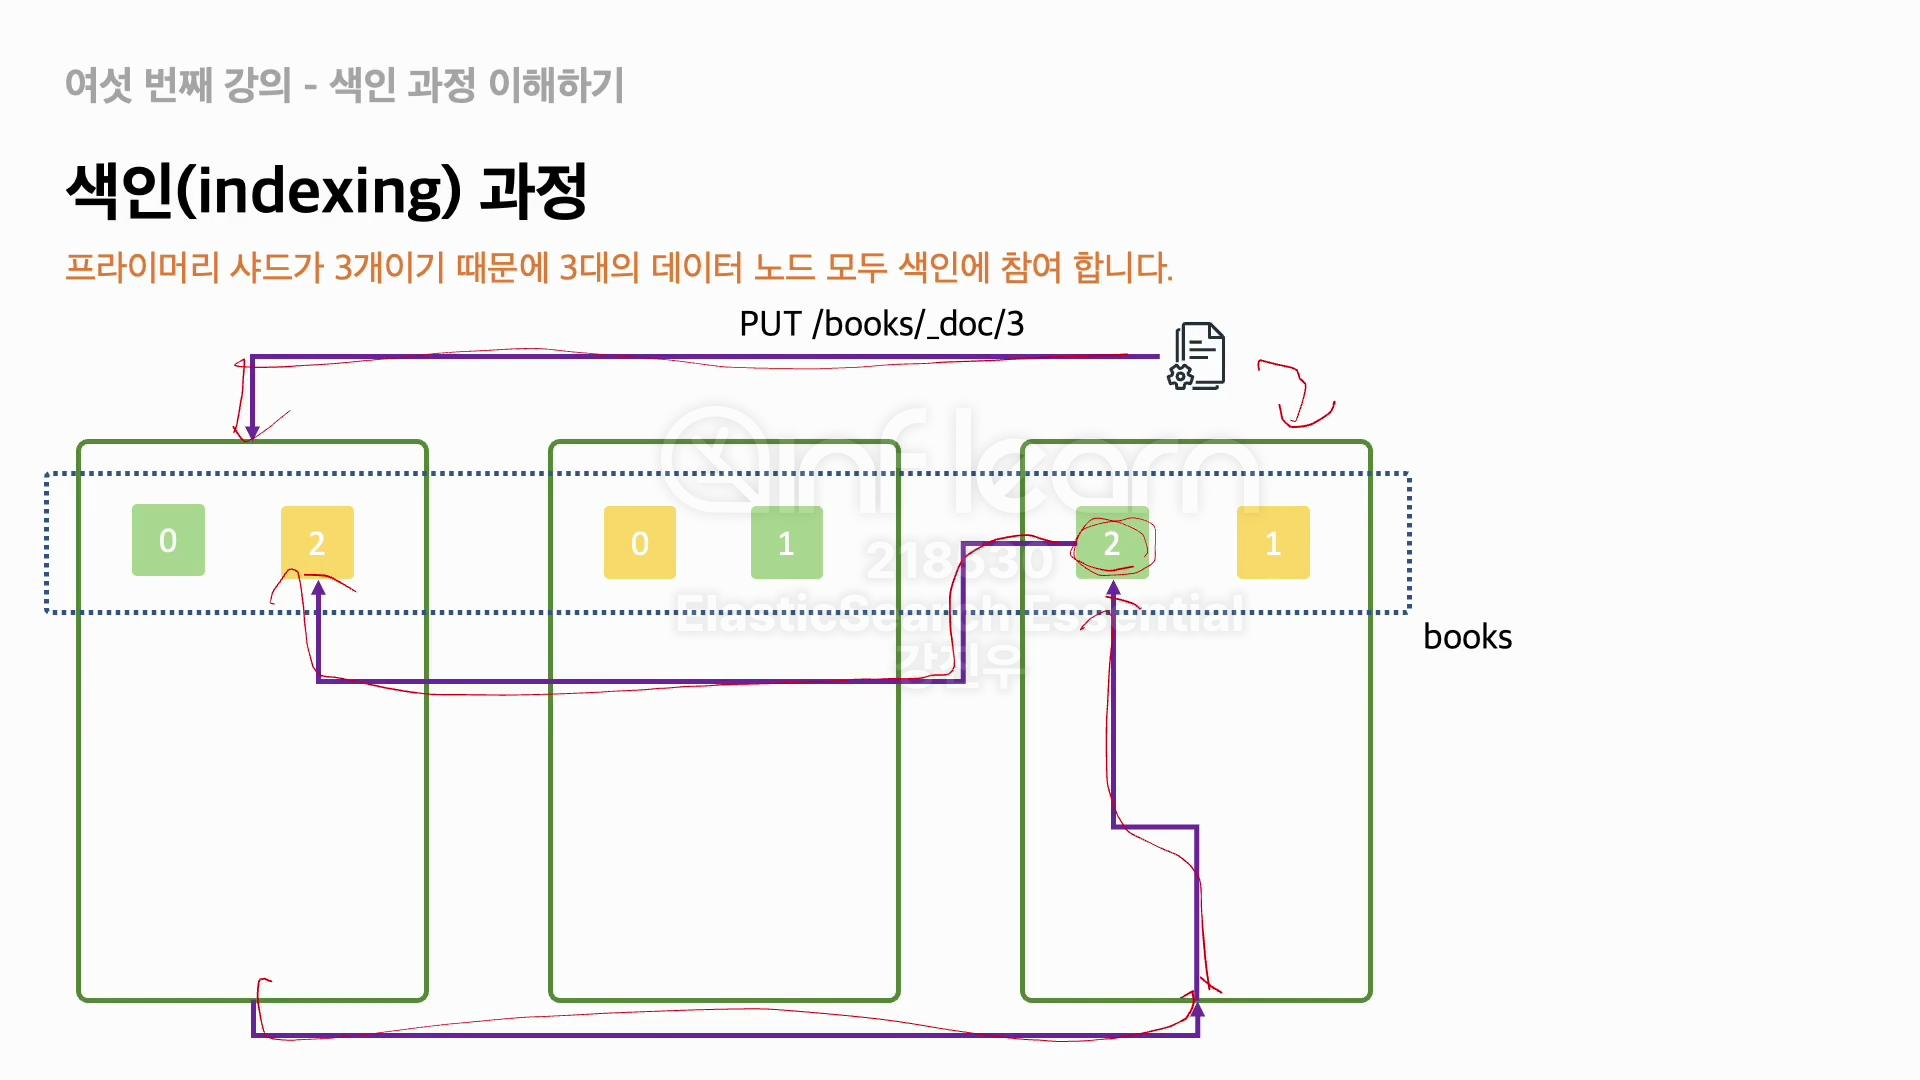 여섯 번째 강의 - 색인 과정 이해하기
색인(indexing) 과정
프라이머리 샤드가 3개이기 때문에 3대의 데이터 노드 모두 색인에 참여 합니다.
PUT /books/_doc/3
inflearn
0 2 0 1 2 1
218530
ElasticSearch Essential
강진우
books